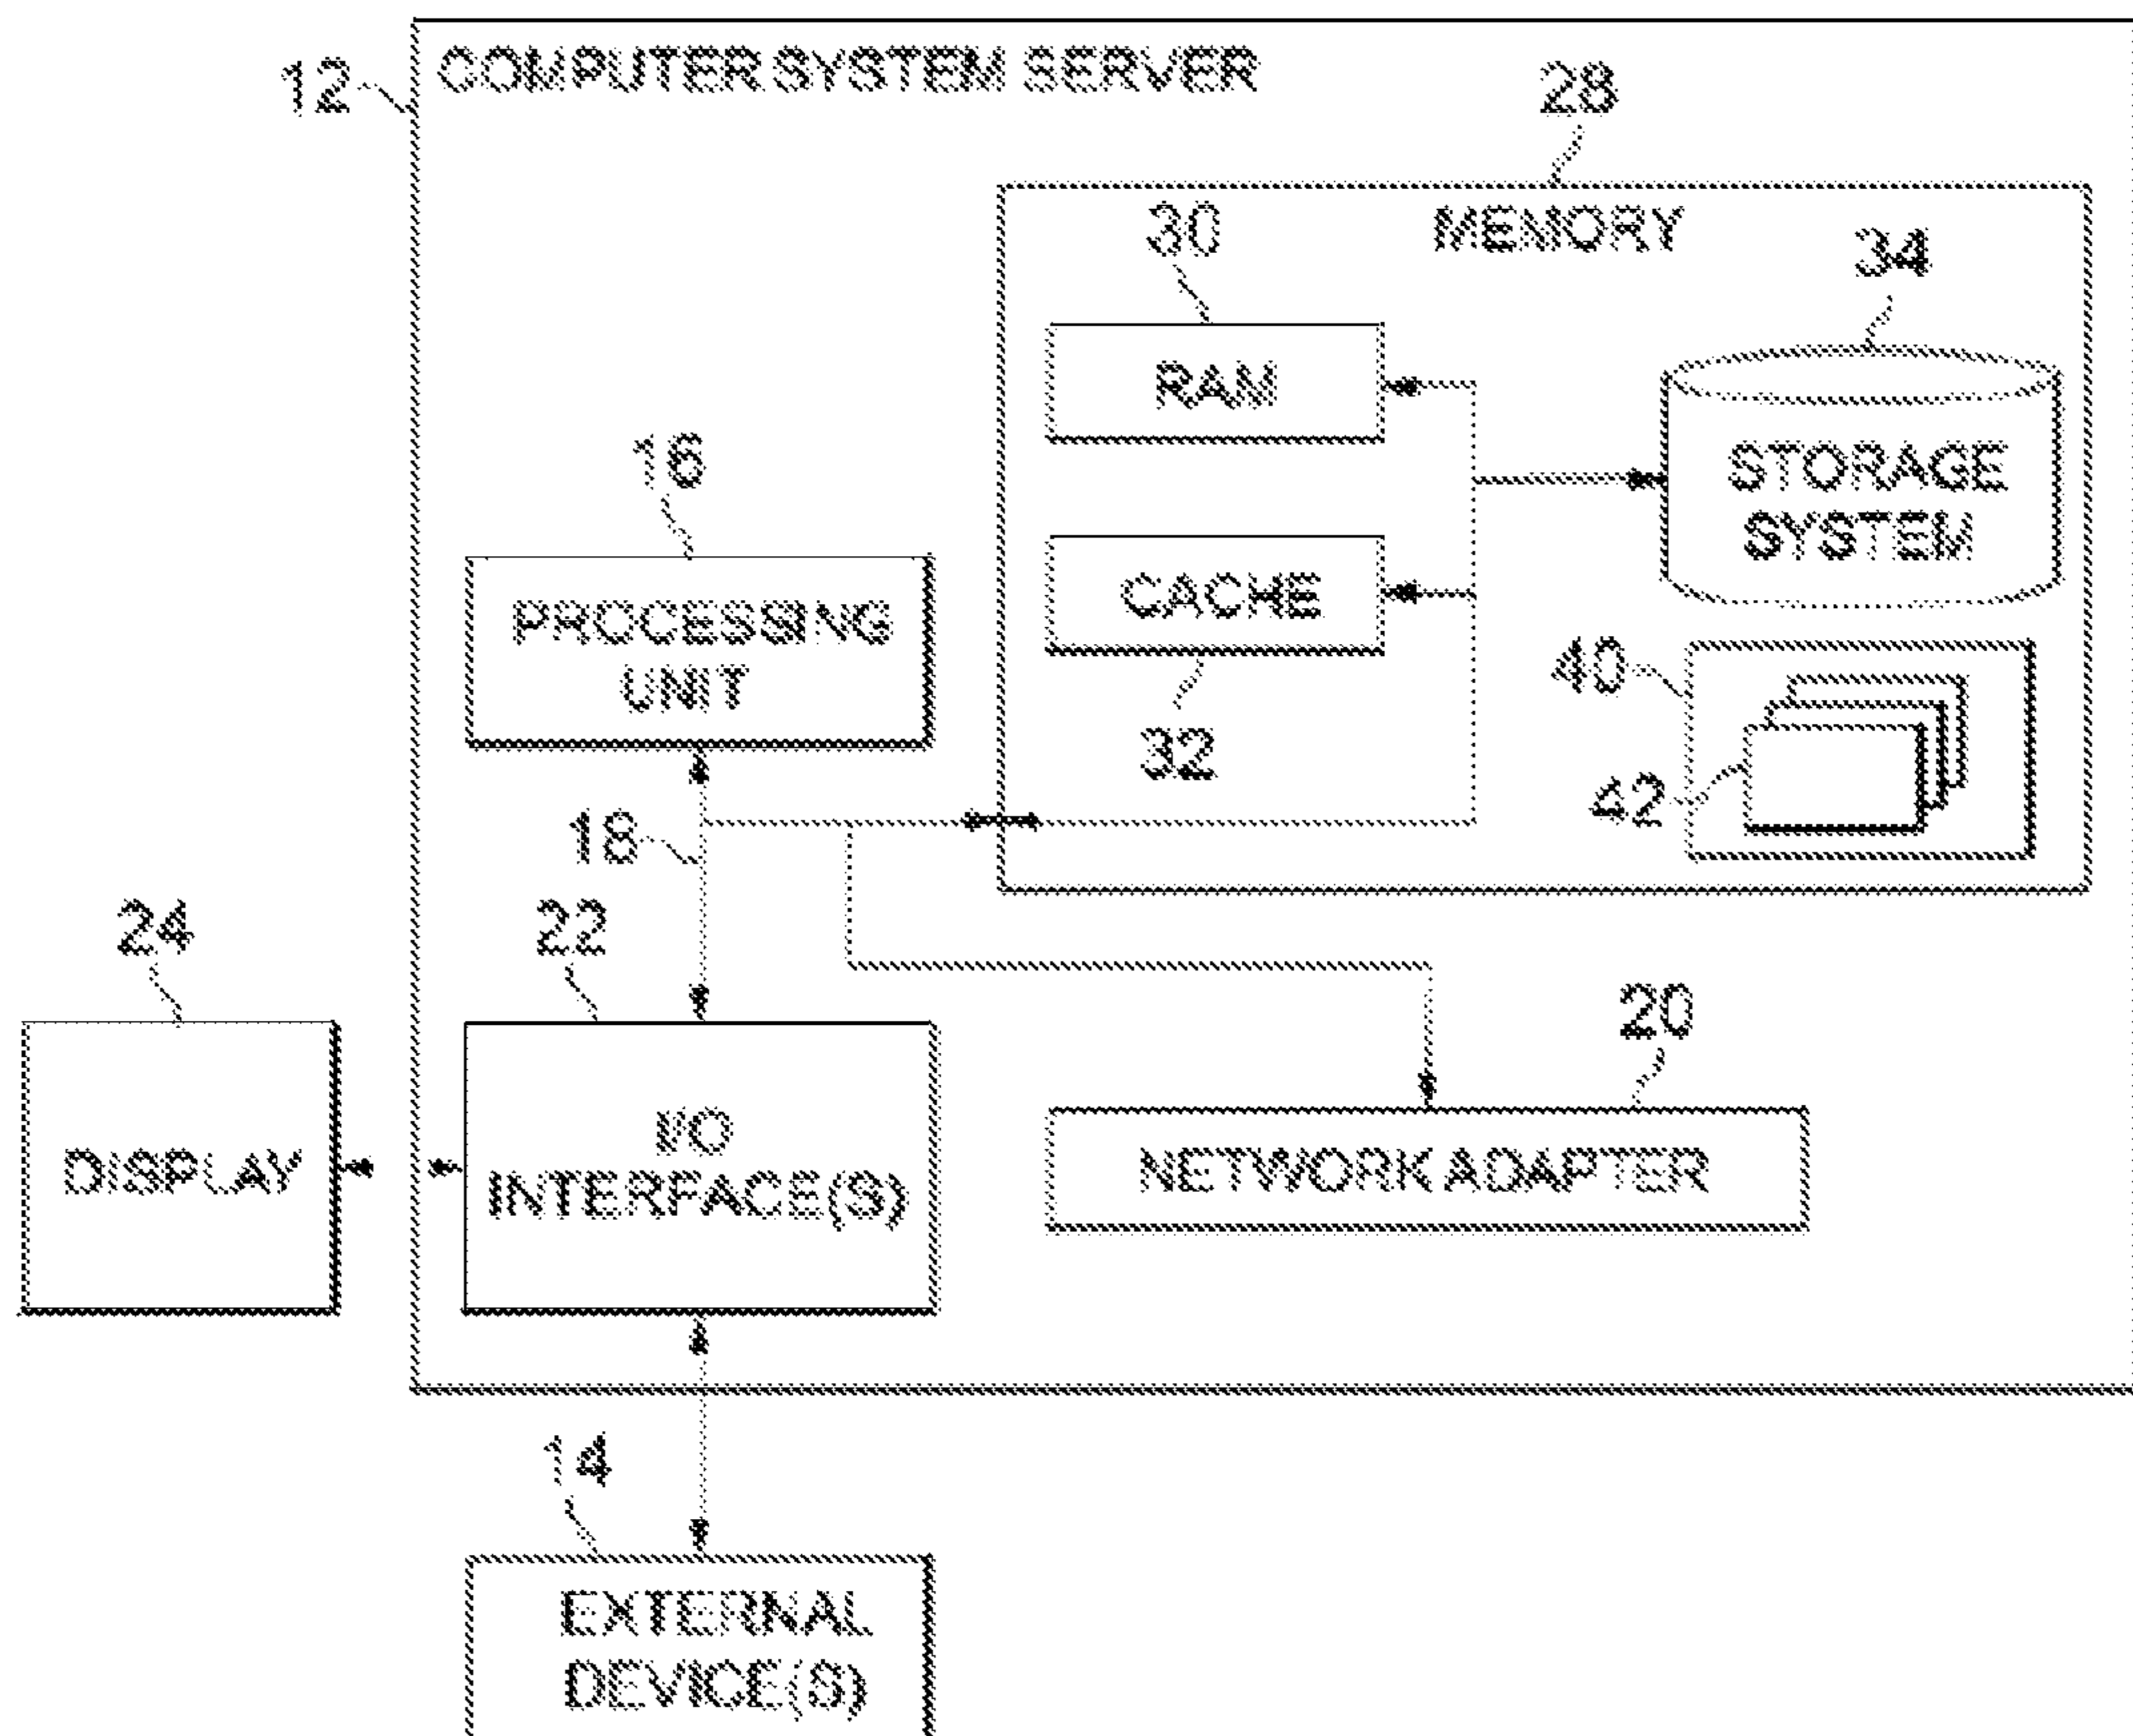 12
COMPUTER SYSTEM SERVER
28
MEMORY
30
34
RAM
STORAGE
SYSTEM
16
PROCESSING
UNIT
CACHE
32
40
42
18
24
22
20
DISPLAY
I/O
INTERFACE(S)
NETWORK ADAPTER
14
EXTERNAL
DEVICE(S)